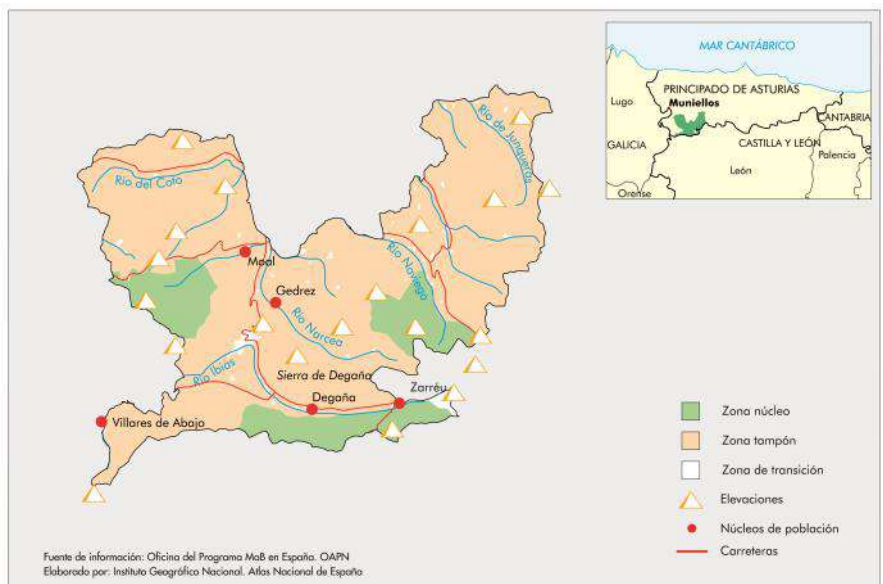 MAR CANTÁBRICO
PRINCIPADO DE ASTURIAS
Lugo
Muniellos
CANTABRIA
GALICIA
CASTILLA Y LEÓN
Palencia
León
Orense
Río de Junqueras
Río del Coto
Moal
Río Naviego
Gedrez
Río Narcea
Río Ibias
Sierra de Degaña
Zarréu
Degaña
Villares de Abajo
Zona núcleo
Zona tampón
Zona de transición
Elevaciones
Núcleos de población
Carreteras
Fuente de información: Oficina del Programa MaB en España. OAPN
Elaborado por: Instituto Geográfico Nacional. Atlas Nacional de España